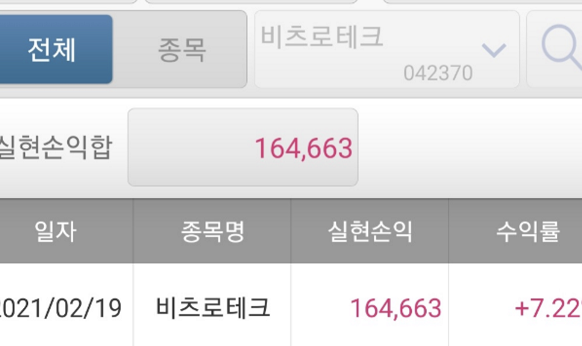 전체 종목 비츠로테크
042370
실현손익합 164,663
일자 종목명 실현손익 수익률
2021/02/19 비츠로테크 164,663 +7.22